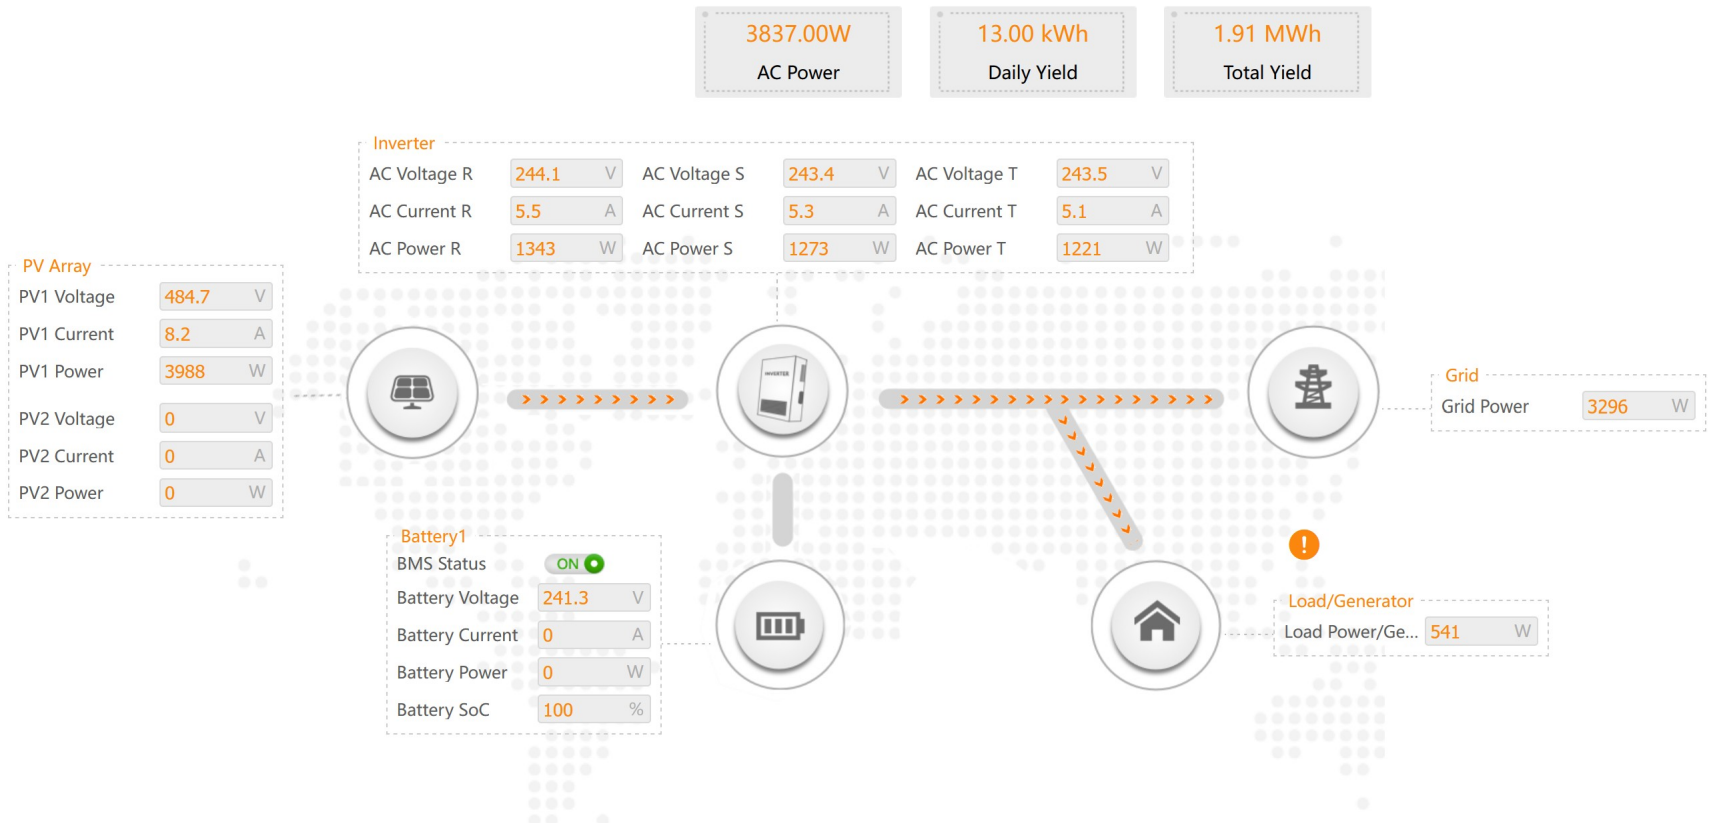 3837.00W
AC Power
13.00 kWh
Daily Yield
1.91 MWh
Total Yield
Inverter
AC Voltage R 244.1 V AC Voltage S 243.4 V AC Voltage T 243.5 V
AC Current R 5.5 A AC Current S 5.3 A AC Current T 5.1 A
AC Power R 1343 W AC Power S 1273 W AC Power T 1221 W
PV Array
PV1 Voltage 484.7 V
PV1 Current 8.2 A
PV1 Power 3988 W
PV2 Voltage 0 V
PV2 Current 0 A
PV2 Power 0 W
INVERTER
Grid
Grid Power 3296 W
Battery1
BMS Status ON
Battery Voltage 241.3 V
Battery Current 0 A
Battery Power 0 W
Battery SoC 100 %
!
Load/Generator
Load Power/Ge... 541 W